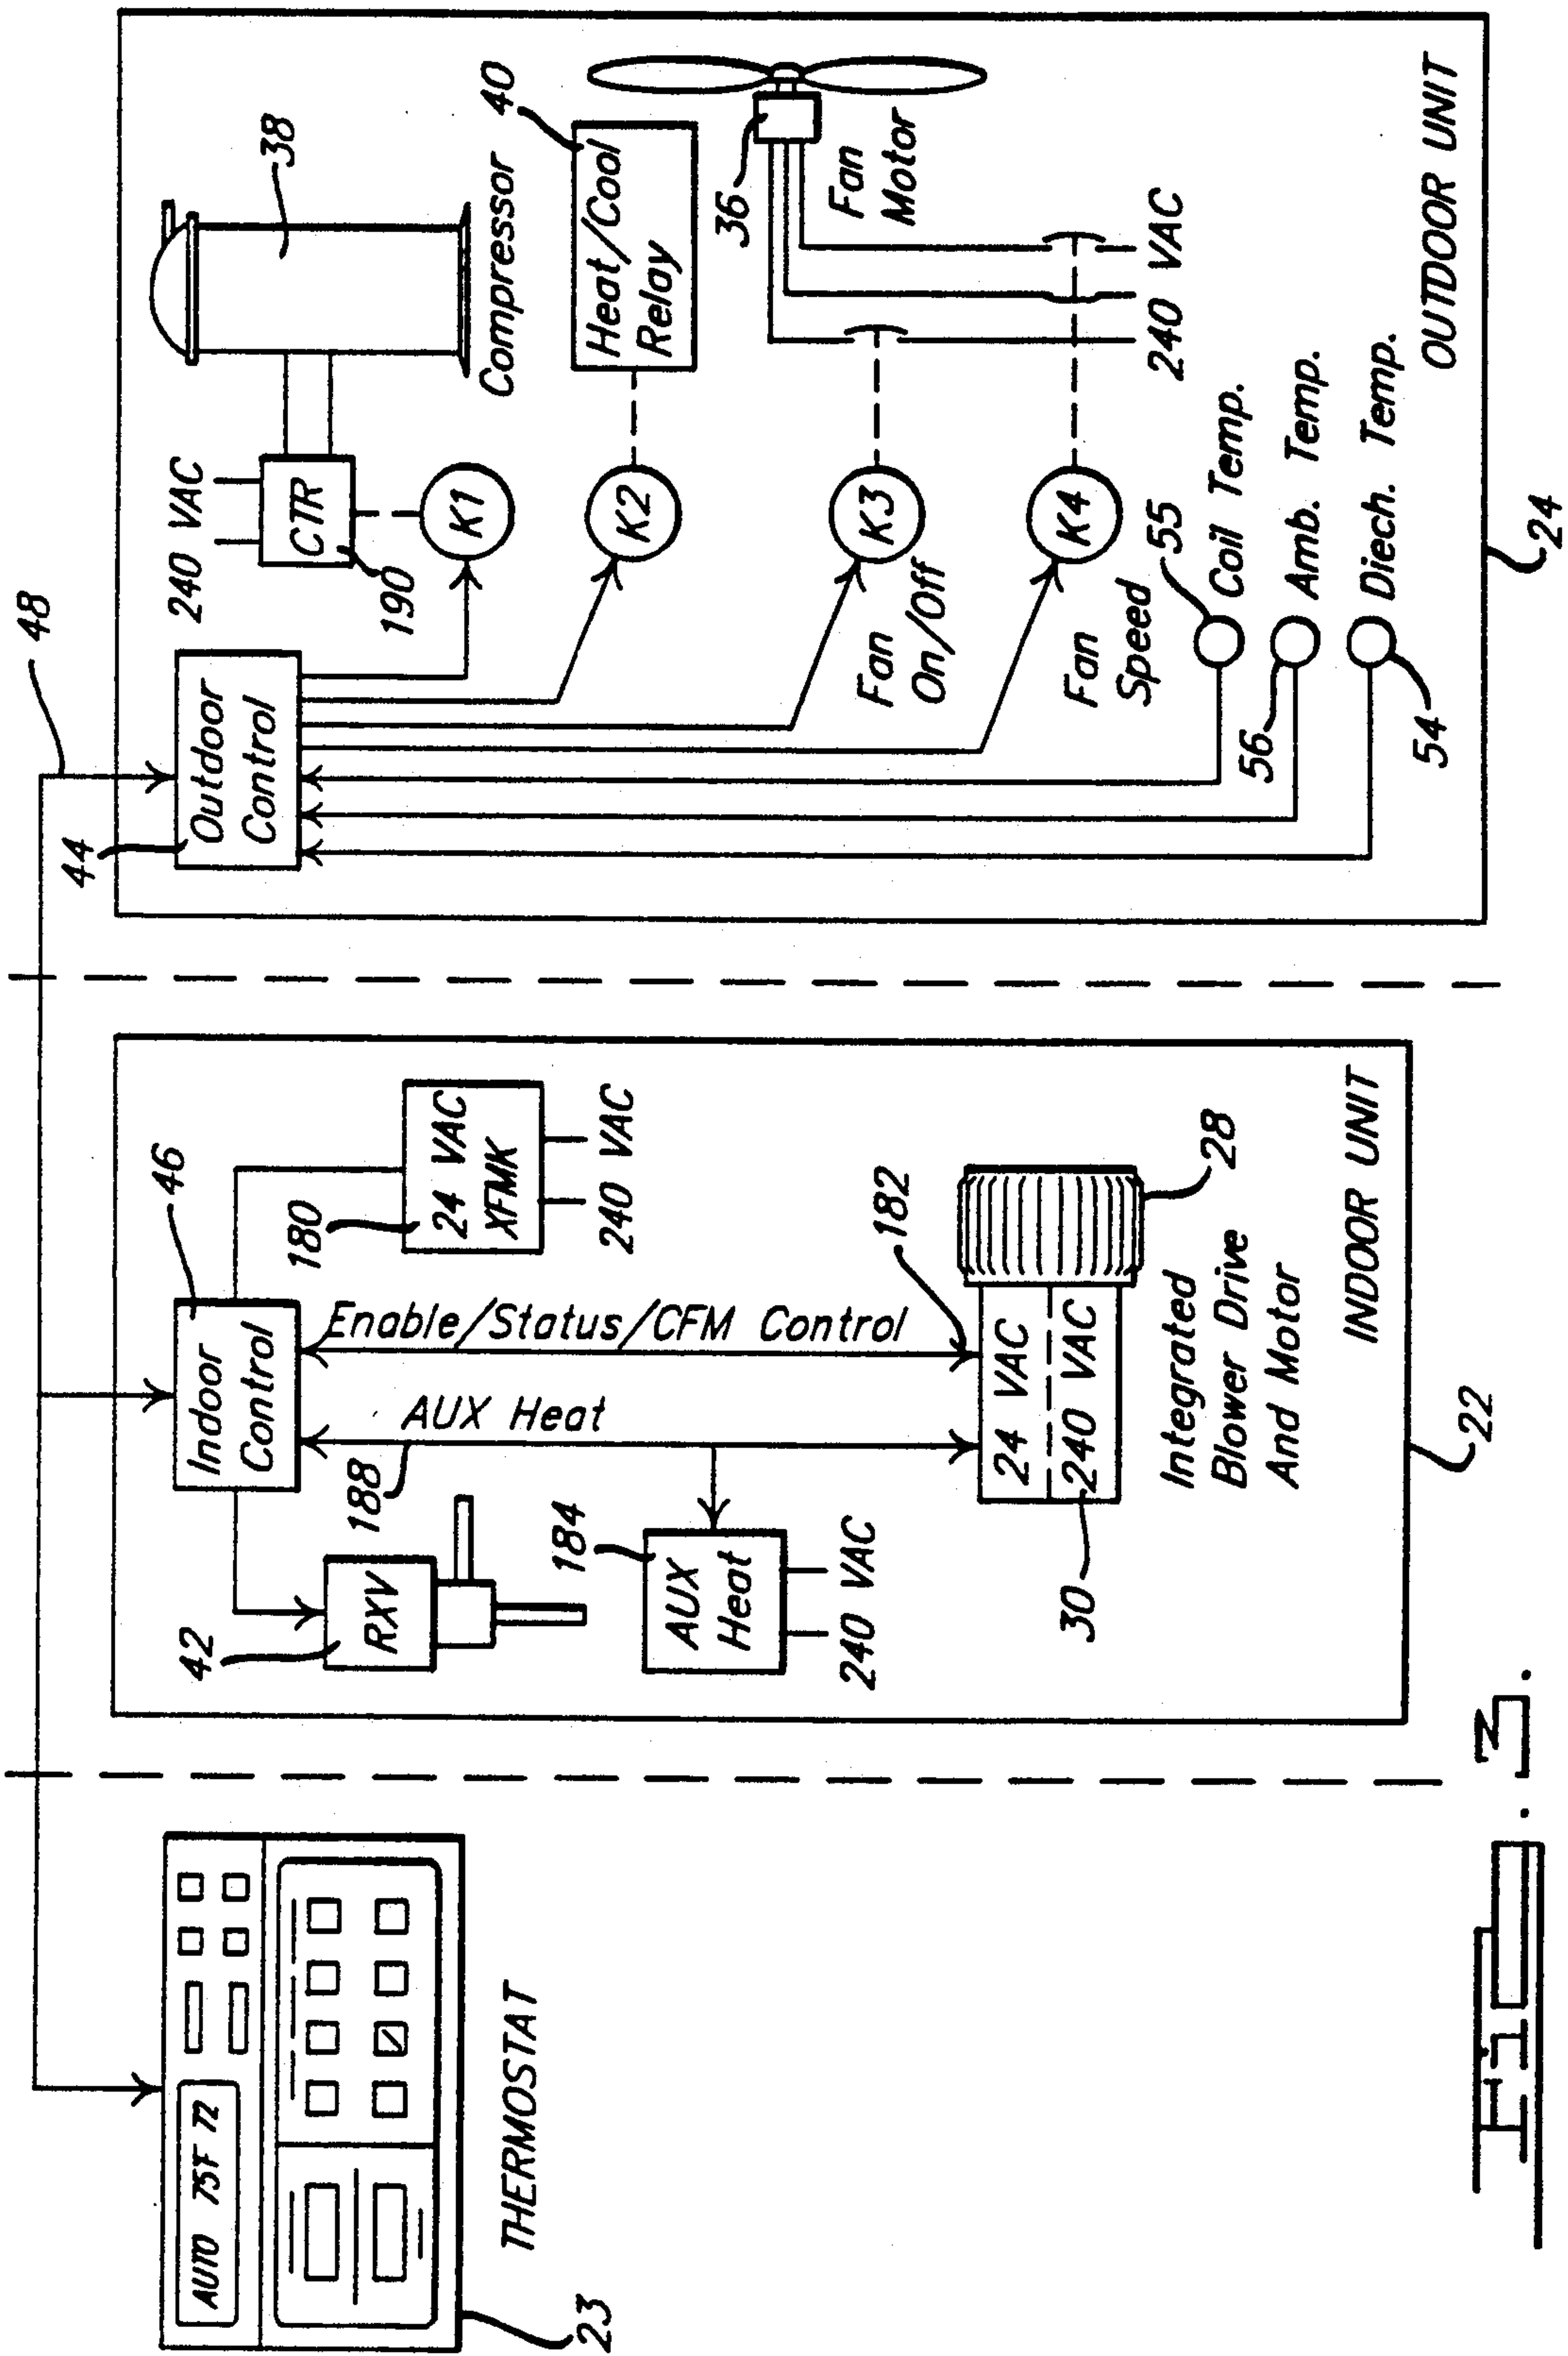 AUTO 75F 72
23
THERMOSTAT
48
46
Indoor
Control
180
24 VAC
XFMK
240 VAC
42
RXV
188
AUX Heat
Enable/Status/CFM Control
182
184
AUX
Heat
240 VAC
24 VAC
240 VAC
30
28
Integrated
Blower Drive
And Motor
INDOOR UNIT
22
44
Outdoor
Control
240 VAC
CTR
190
38
Compressor
K1
K2
40
Heat/Cool
Relay
K3
Fan
On/Off
36
Fan
Motor
K4
Fan
Speed
240 VAC
55
Coil Temp.
56
Amb. Temp.
54
Diech. Temp.
OUTDOOR UNIT
24
Fig. 3.